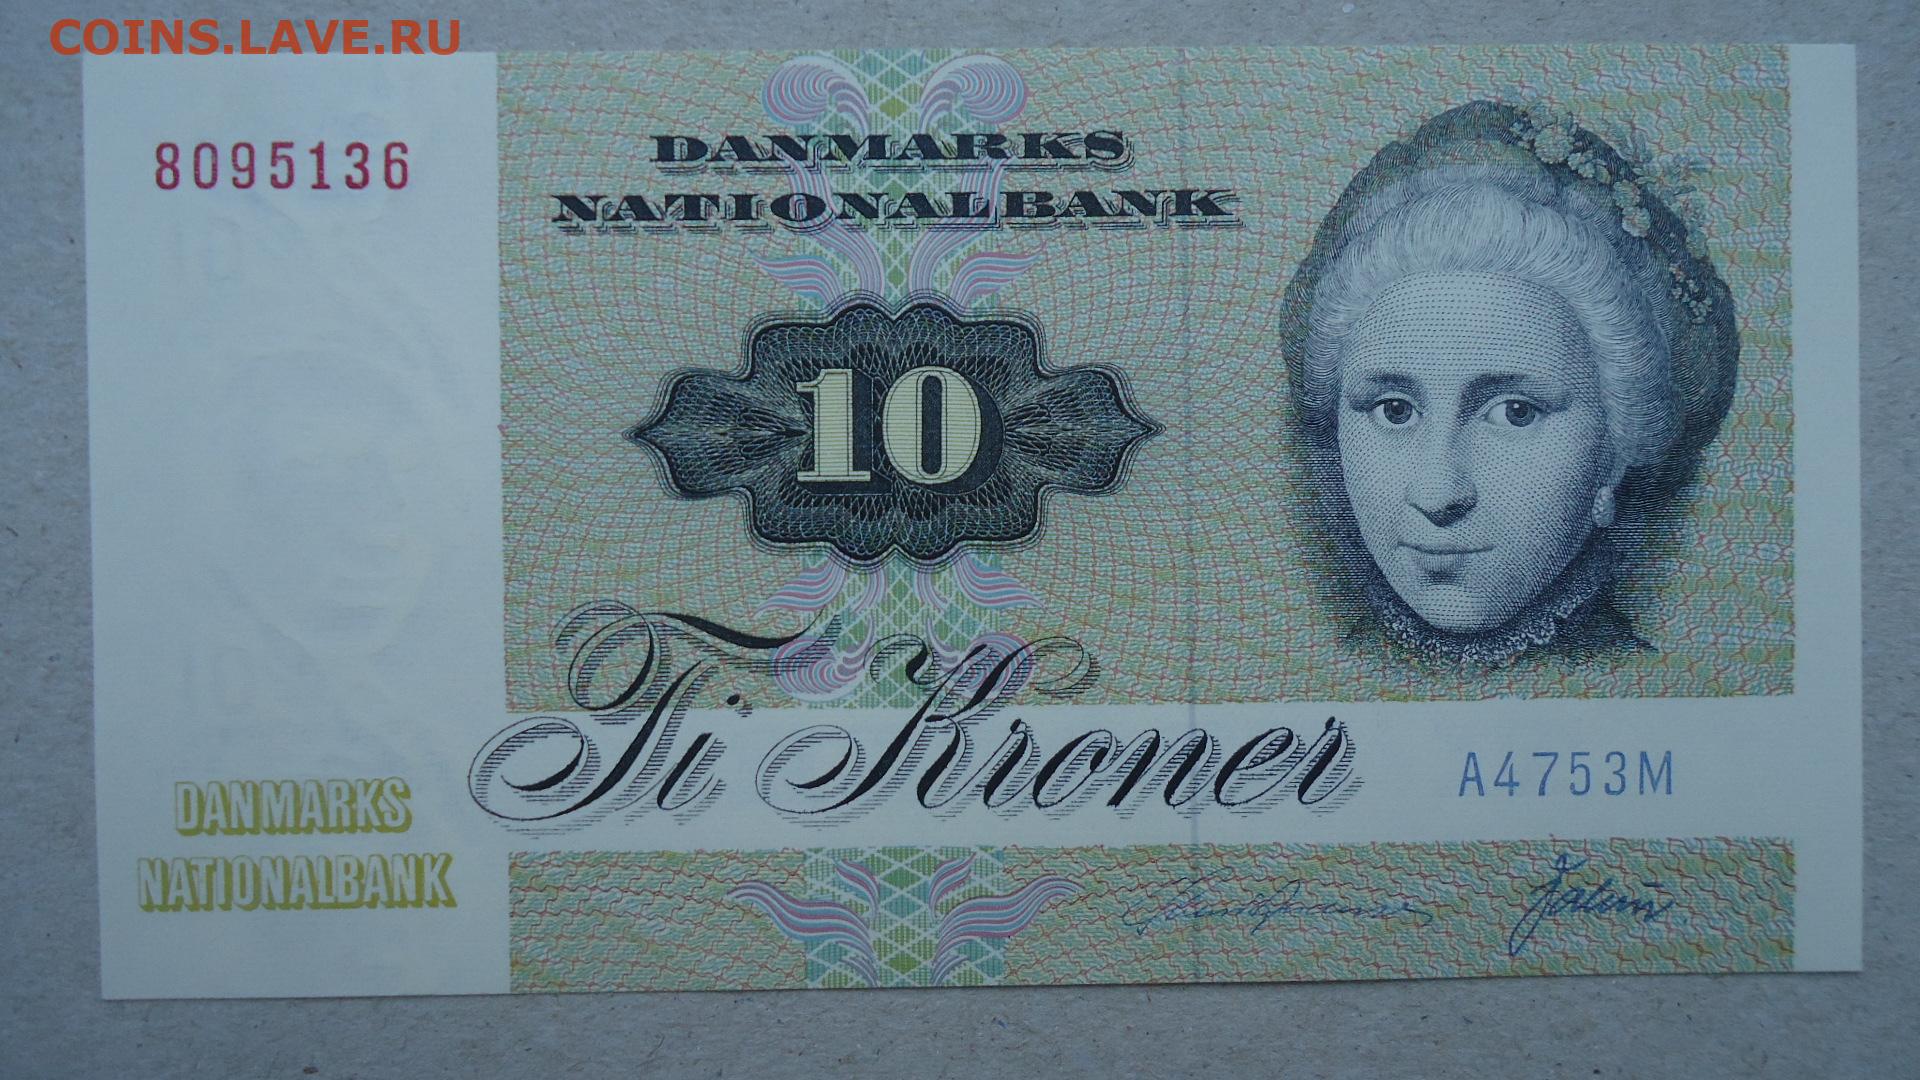 COINS.LAVE.RU
8095136
DANMARKS
NATIONALBANK
10
Ti Kroner
A4753M
DANMARKS
NATIONALBANK